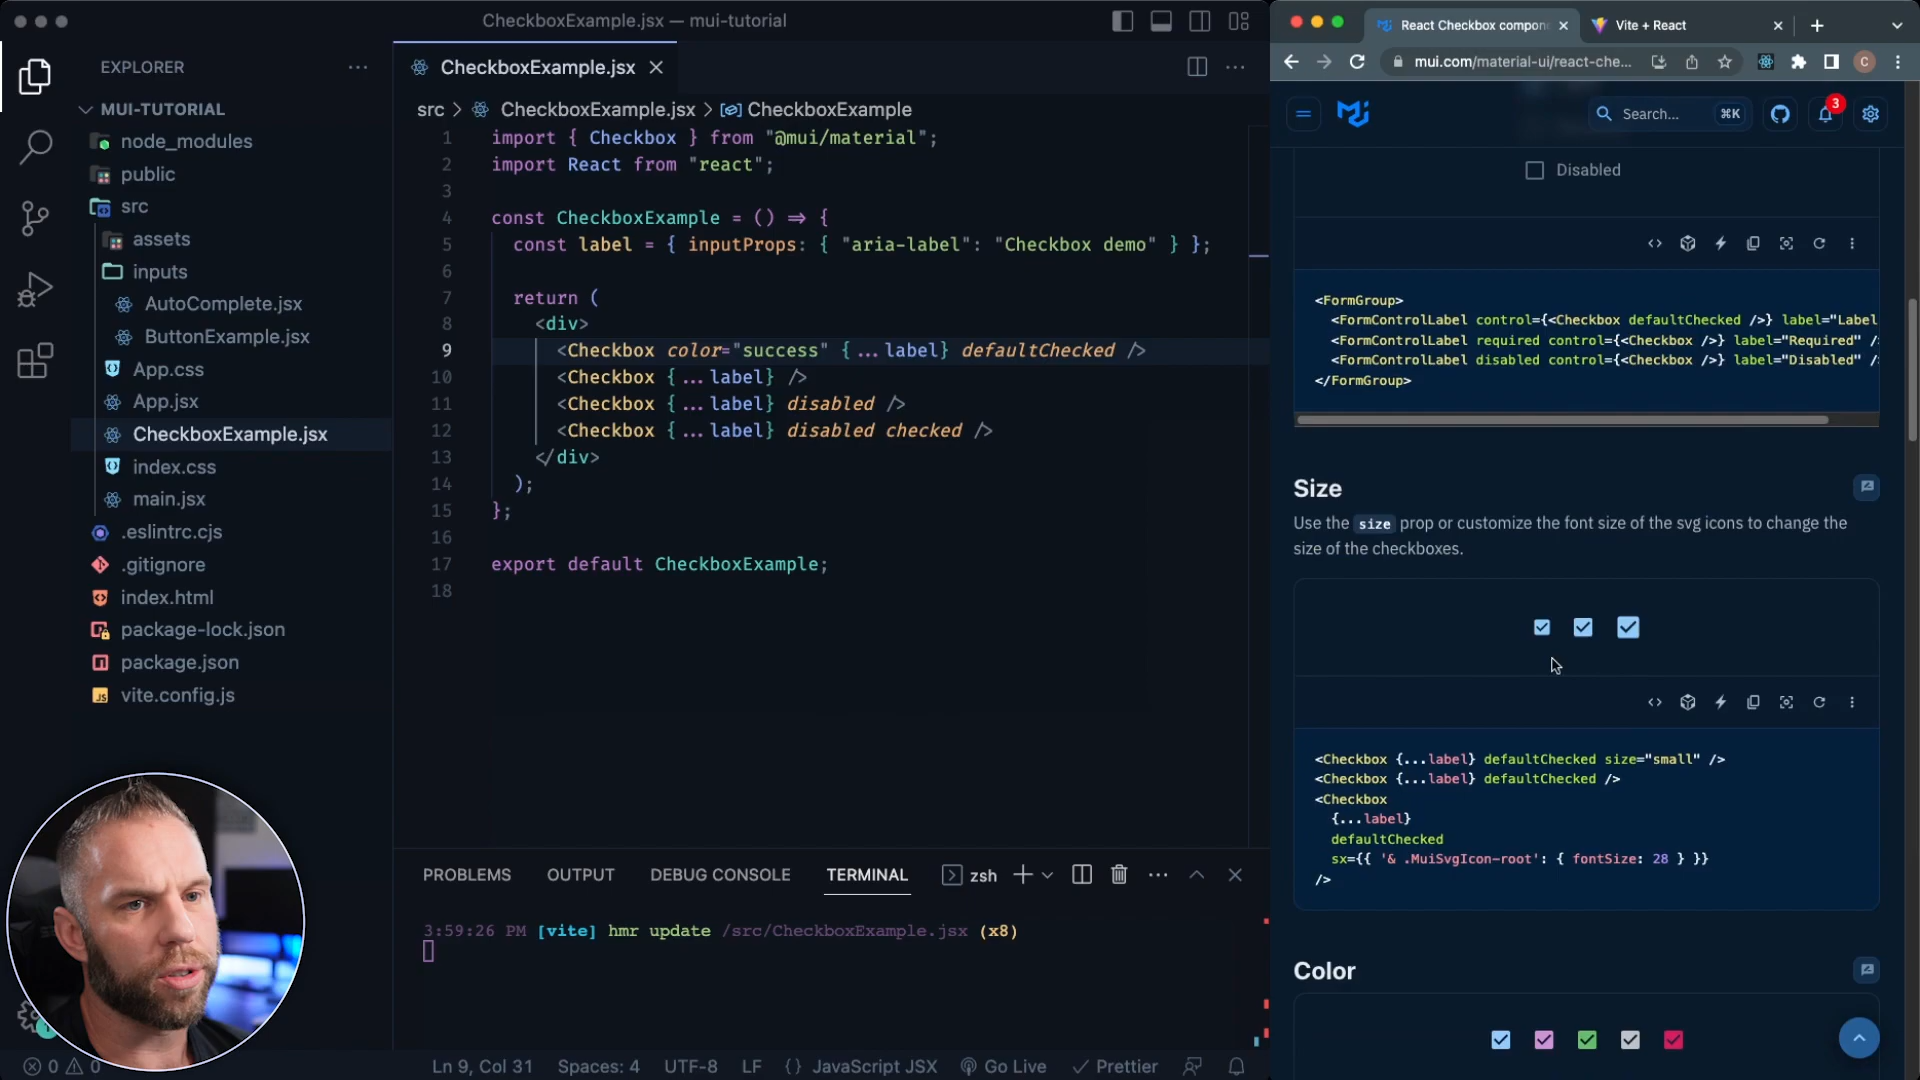 CheckboxExample.jsx — mui-tutorial
EXPLORER
MUI-TUTORIAL
node_modules
public
src
assets
inputs
AutoComplete.jsx
ButtonExample.jsx
App.css
App.jsx
CheckboxExample.jsx
index.css
main.jsx
.eslintrc.cjs
.gitignore
index.html
package-lock.json
package.json
vite.config.js
CheckboxExample.jsx
src > CheckboxExample.jsx > CheckboxExample
1 import { Checkbox } from "@mui/material";
2 import React from "react";
3
4 const CheckboxExample = () => {
5 const label = { inputProps: { "aria-label": "Checkbox demo" } };
6
7 return (
8 <div>
9 <Checkbox color="success" {...label} defaultChecked />
10 <Checkbox {...label} />
11 <Checkbox {...label} disabled />
12 <Checkbox {...label} disabled checked />
13 </div>
14 );
15 };
16
17 export default CheckboxExample;
18
PROBLEMS OUTPUT DEBUG CONSOLE TERMINAL zsh
3:59:26 PM [vite] hmr update /src/CheckboxExample.jsx (x8)
0 0 Ln 9, Col 31 Spaces: 4 UTF-8 LF {} JavaScript JSX Go Live Prettier
React Checkbox compon Vite + React
mui.com/material-ui/react-che... C
Search... ⌘K 3
Disabled
<FormGroup>
<FormControlLabel control={<Checkbox defaultChecked />} label="Label
<FormControlLabel required control={<Checkbox />} label="Required" /
<FormControlLabel disabled control={<Checkbox />} label="Disabled" /
</FormGroup>
Size
Use the size prop or customize the font size of the svg icons to change the
size of the checkboxes.
<Checkbox {...label} defaultChecked size="small" />
<Checkbox {...label} defaultChecked />
<Checkbox
{...label}
defaultChecked
sx={{ '& .MuiSvgIcon-root': { fontSize: 28 } }}
/>
Color